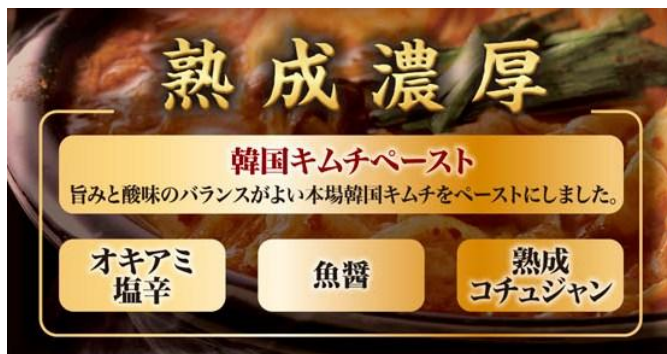 熟成濃厚
韓国キムチペースト
旨みと酸味のバランスがよい本場韓国キムチをペーストにしました。
オキアミ
塩辛
魚醤
熟成
コチュジャン